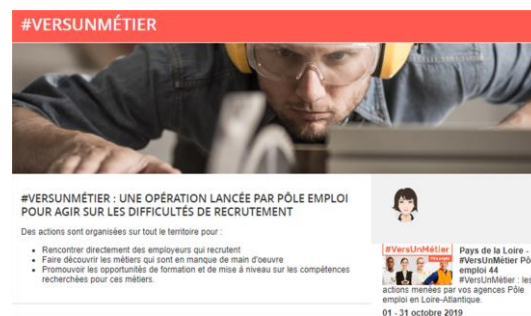 #VERSUNMÉTIER
#VERSUNMÉTIER : UNE OPÉRATION LANCÉE PAR PÔLE EMPLOI
POUR AGIR SUR LES DIFFICULTÉS DE RECRUTEMENT
Des actions sont organisées sur tout le territoire pour :
Rencontrer directement des employeurs qui recrutent
Faire découvrir les métiers qui sont en manque de main d'oeuvre
Promouvoir les opportunités de formation et de mise à niveau sur les compétences
recherchées pour ces métiers.
#VersUnMétier
Pays de la Loire -
#VersUnMétier Pô
emploi 44
#VersUnMétier : les
actions menées par vos agences Pôle
emploi en Loire-Atlantique.
01 - 31 octobre 2019